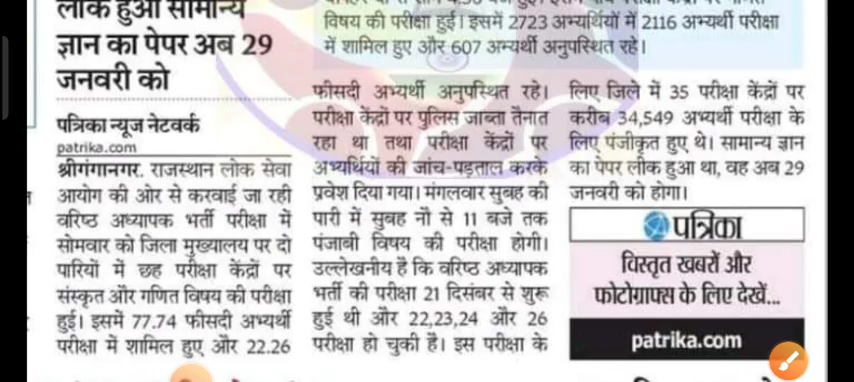 लीक हुआ सामान्य
ज्ञान का पेपर अब 29
जनवरी को
पत्रिका न्यूज नेटवर्क
patrika.com
श्रीगंगानगर. राजस्थान लोक सेवा
आयोग की ओर से करवाई जा रही
वरिष्ठ अध्यापक भर्ती परीक्षा में
सोमवार को जिला मुख्यालय पर दो
पारियों में छह परीक्षा केंद्रों पर
संस्कृत और गणित विषय की परीक्षा
हुई। इसमें 77.74 फीसदी अभ्यर्थी
परीक्षा में शामिल हुए और 22.26
विषय की परीक्षा हुई। इसमें 2723 अभ्यर्थियों में 2116 अभ्यर्थी परीक्षा
में शामिल हुए और 607 अभ्यर्थी अनुपस्थित रहे।
फीसदी अभ्यर्थी अनुपस्थित रहे।
परीक्षा केंद्रों पर पुलिस जाब्ता तैनात
रहा था तथा परीक्षा केंद्रों पर
अभ्यर्थियों की जांच-पड़ताल करके
प्रवेश दिया गया। मंगलवार सुबह की
पारी में सुबह नौ से 11 बजे तक
पंजाबी विषय की परीक्षा होगी।
उल्लेखनीय है कि वरिष्ठ अध्यापक
भर्ती की परीक्षा 21 दिसंबर से शुरू
हुई थी और 22,23,24 और 26
परीक्षा हो चुकी है। इस परीक्षा के
लिए जिले में 35 परीक्षा केंद्रों पर
करीब 34,549 अभ्यर्थी परीक्षा के
लिए पंजीकृत हुए थे। सामान्य ज्ञान
का पेपर लीक हुआ था, वह अब 29
जनवरी को होगा।
पत्रिका
विस्तृत खबरों और
फोटोग्राफ्स के लिए देखें...
patrika.com